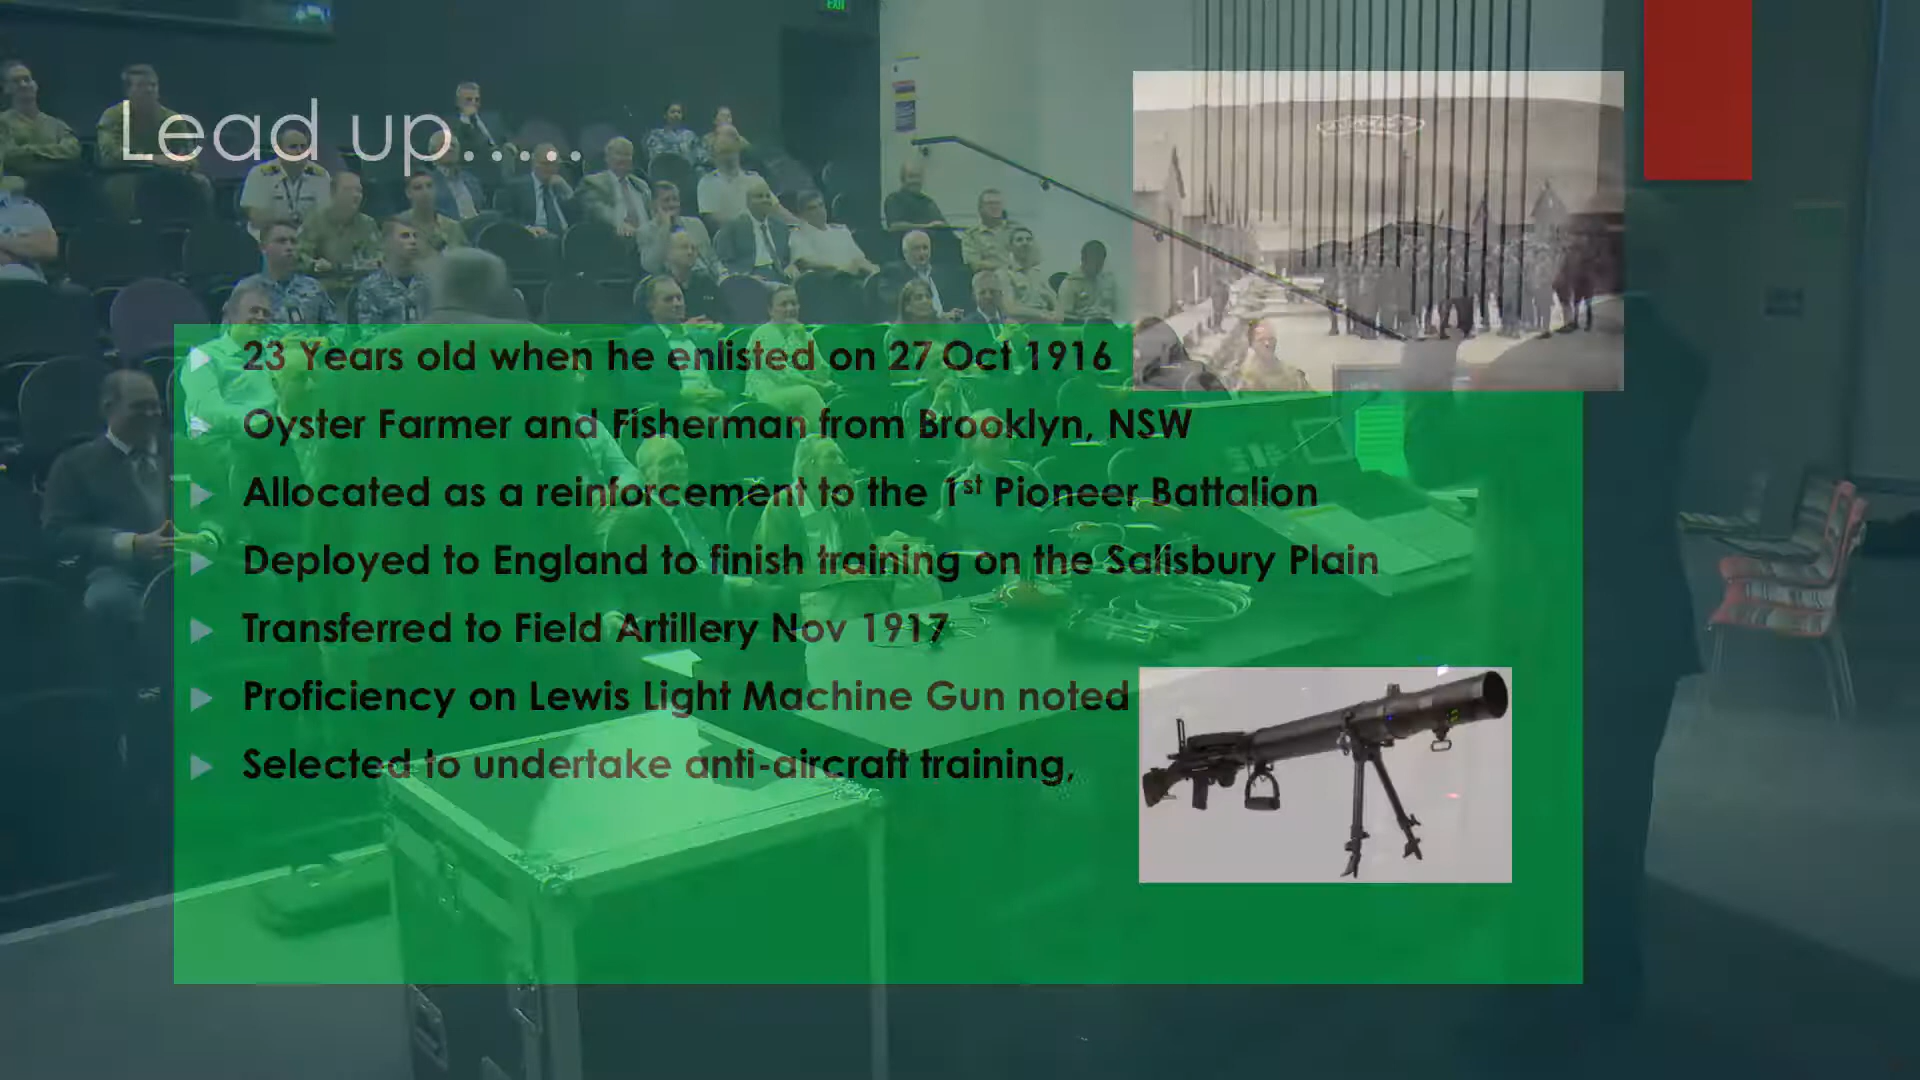 EXIT
Lead up.....
23 Years old when he enlisted on 27 Oct 1916
Oyster Farmer and Fisherman from Brooklyn, NSW
Allocated as a reinforcement to the 1st Pioneer Battalion
Deployed to England to finish training on the Salisbury Plain
Transferred to Field Artillery Nov 1917
Proficiency on Lewis Light Machine Gun noted
Selected to undertake anti-aircraft training,